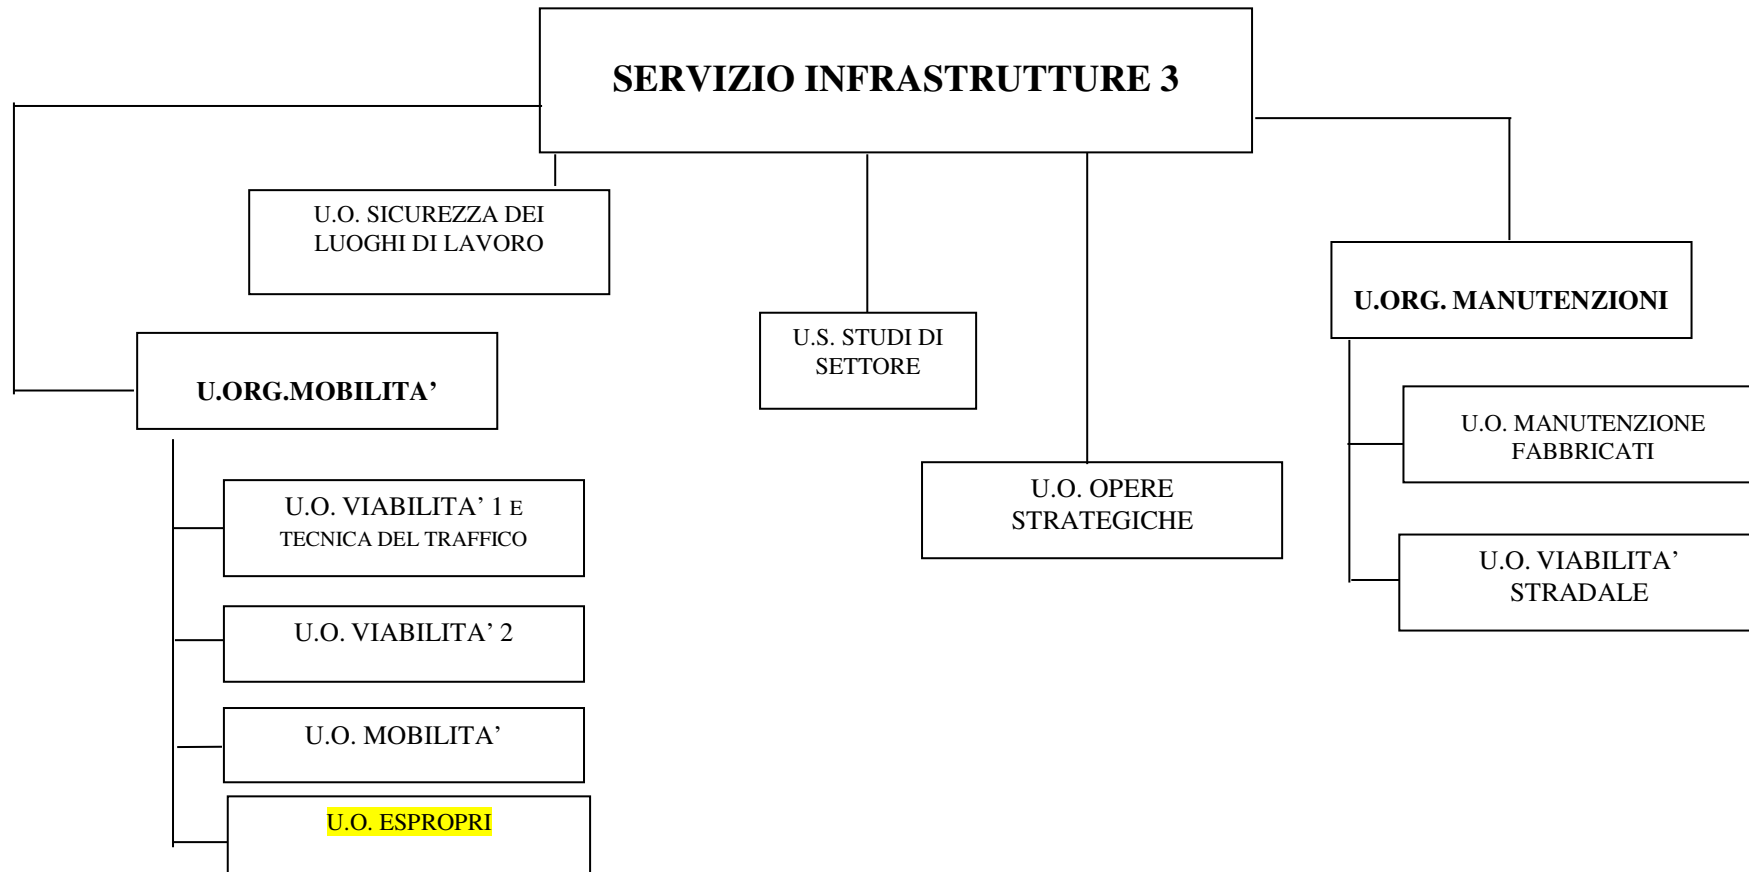 SERVIZIO INFRASTRUTTURE 3
U.O. SICUREZZA DEI
LUOGHI DI LAVORO
U.ORG. MANUTENZIONI
U.S. STUDI DI
SETTORE
U.ORG.MOBILITA’
U.O. MANUTENZIONE
FABBRICATI
U.O. OPERE
STRATEGICHE
U.O. VIABILITA’ 1 E
TECNICA DEL TRAFFICO
U.O. VIABILITA’
STRADALE
U.O. VIABILITA’ 2
U.O. MOBILITA’
U.O. ESPROPRI